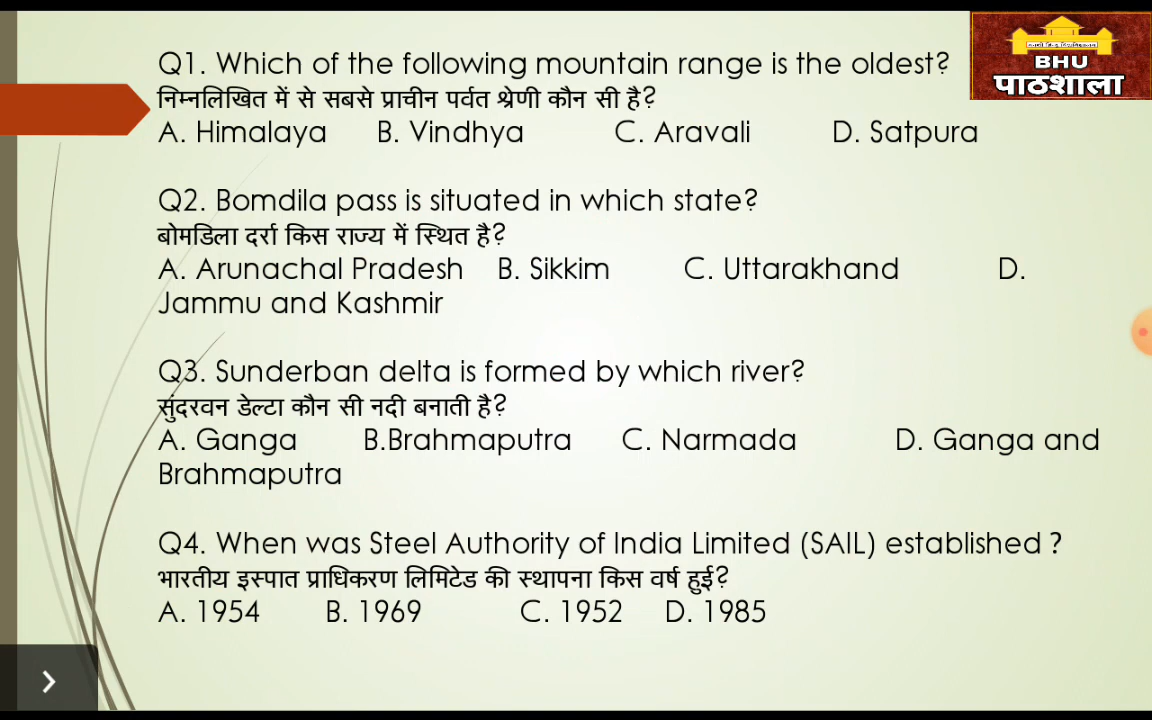 BHU
पाठशाला
Q1. Which of the following mountain range is the oldest?
निम्नलिखित में से सबसे प्राचीन पर्वत श्रेणी कौन सी है?
A. Himalaya B. Vindhya C. Aravali D. Satpura
Q2. Bomdila pass is situated in which state?
बोमडिला दर्रा किस राज्य में स्थित है?
A. Arunachal Pradesh B. Sikkim C. Uttarakhand D.
Jammu and Kashmir
Q3. Sunderban delta is formed by which river?
सुंदरवन डेल्टा कौन सी नदी बनाती है?
A. Ganga B.Brahmaputra C. Narmada D. Ganga and
Brahmaputra
Q4. When was Steel Authority of India Limited (SAIL) established ?
भारतीय इस्पात प्राधिकरण लिमिटेड की स्थापना किस वर्ष हुई?
A. 1954 B. 1969 C. 1952 D. 1985